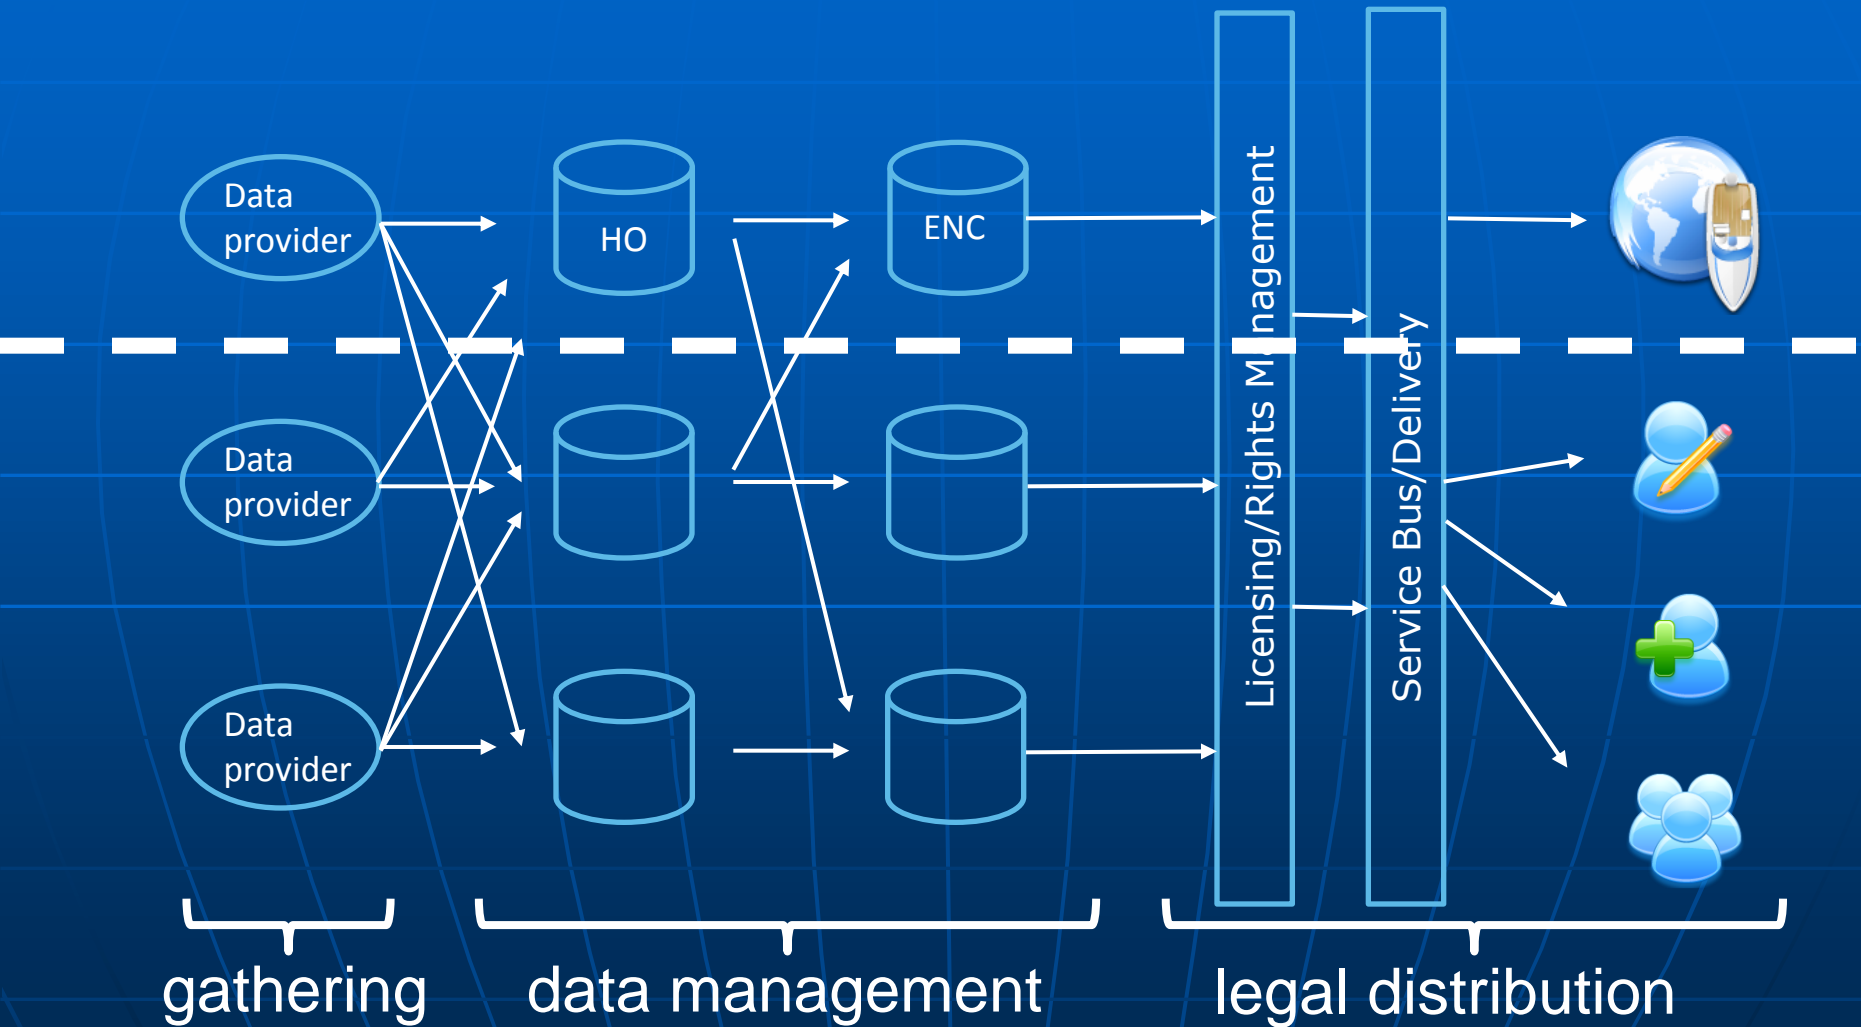 Data
provider
HO
ENC
Data
provider
Data
provider
Licensing/Rights Management
Service Bus/Delivery
gathering
data management
legal distribution